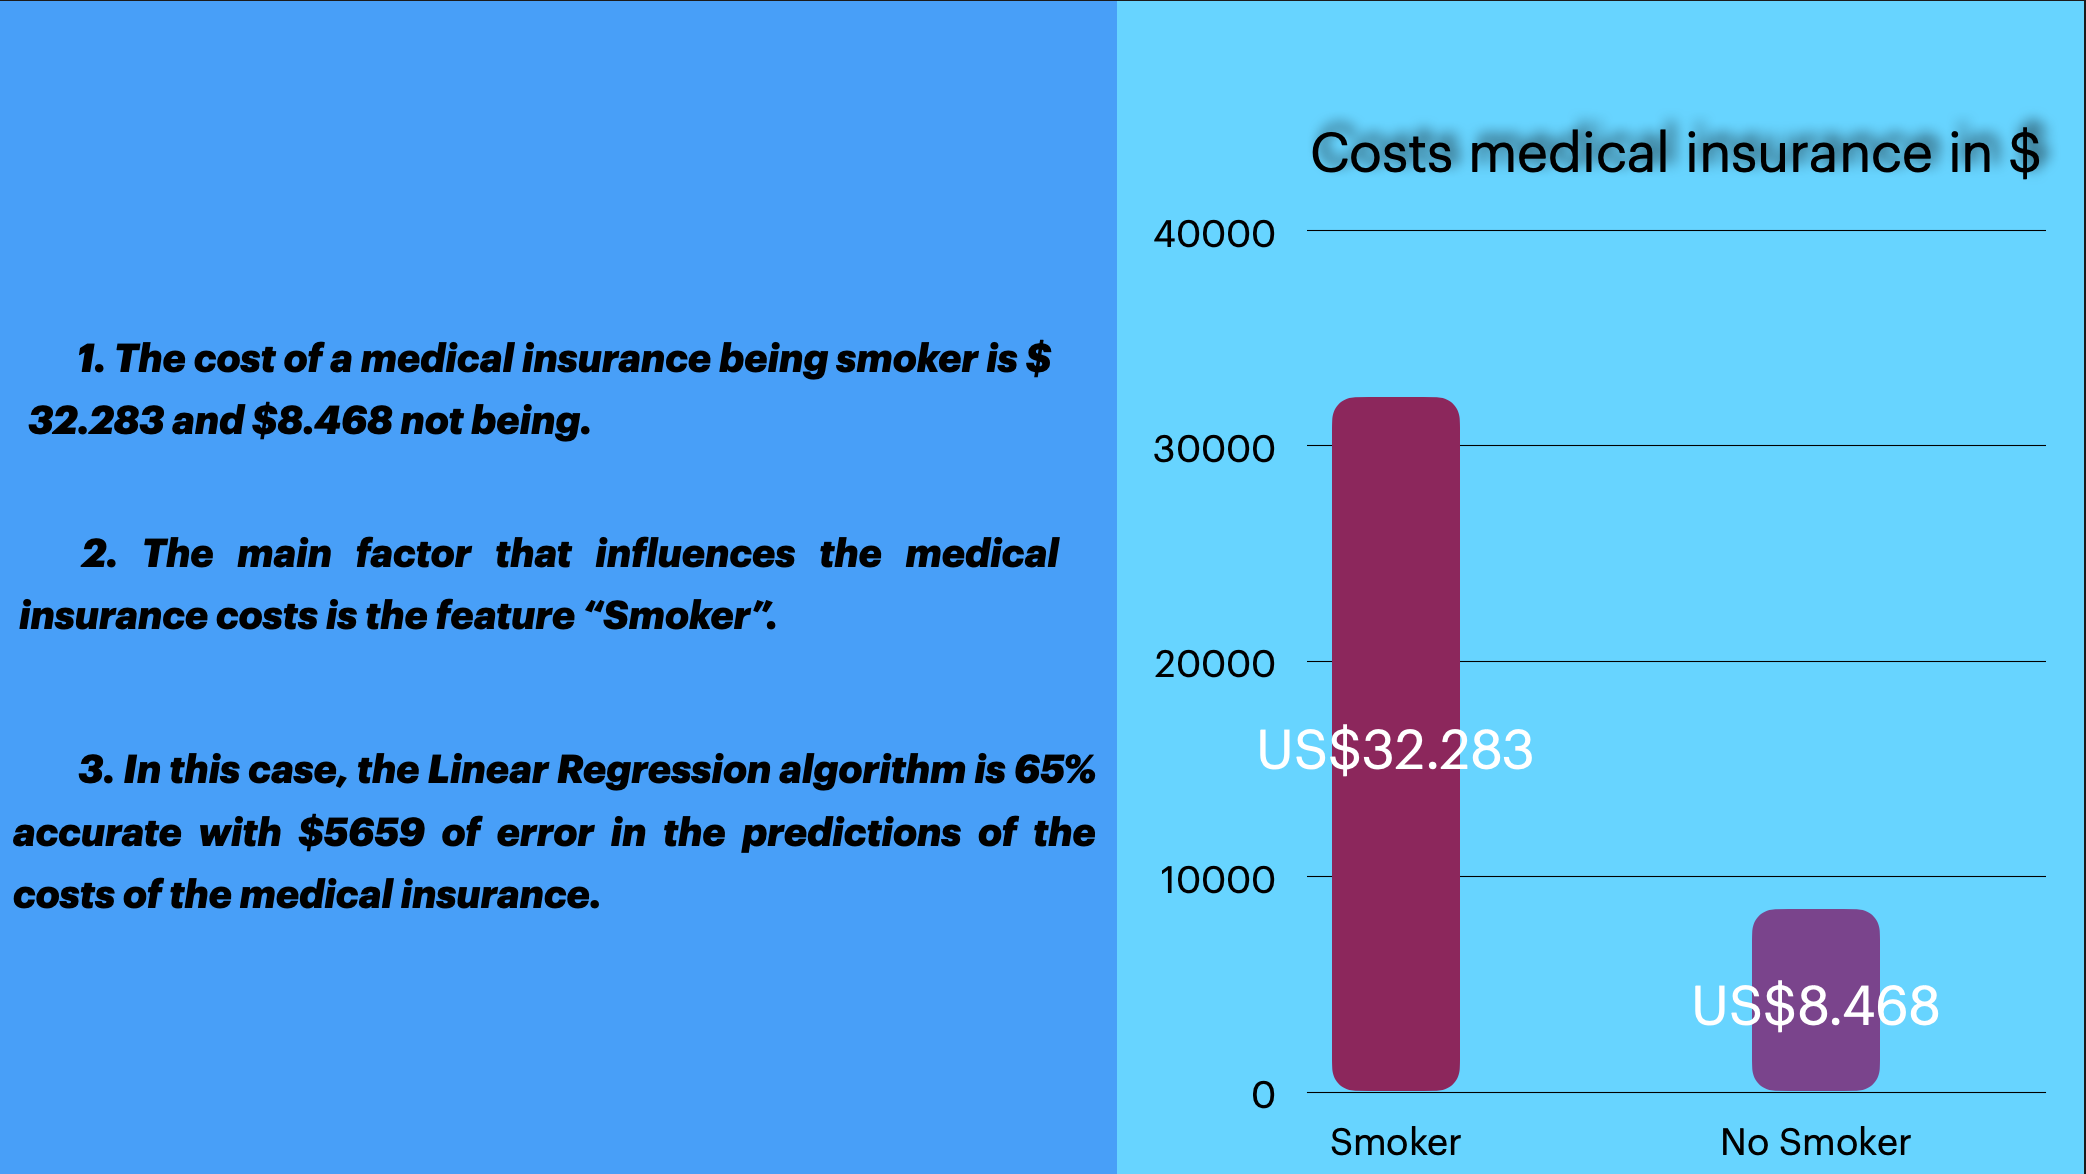 1. The cost of a medical insurance being smoker is $
32.283 and $8.468 not being.
2. The main factor that influences the medical
insurance costs is the feature “Smoker”.
3. In this case, the Linear Regression algorithm is 65%
accurate with $5659 of error in the predictions of the
costs of the medical insurance.
Costs medical insurance in $
40000
30000
20000
US$32.283
10000
US$8.468
0
Smoker
No Smoker